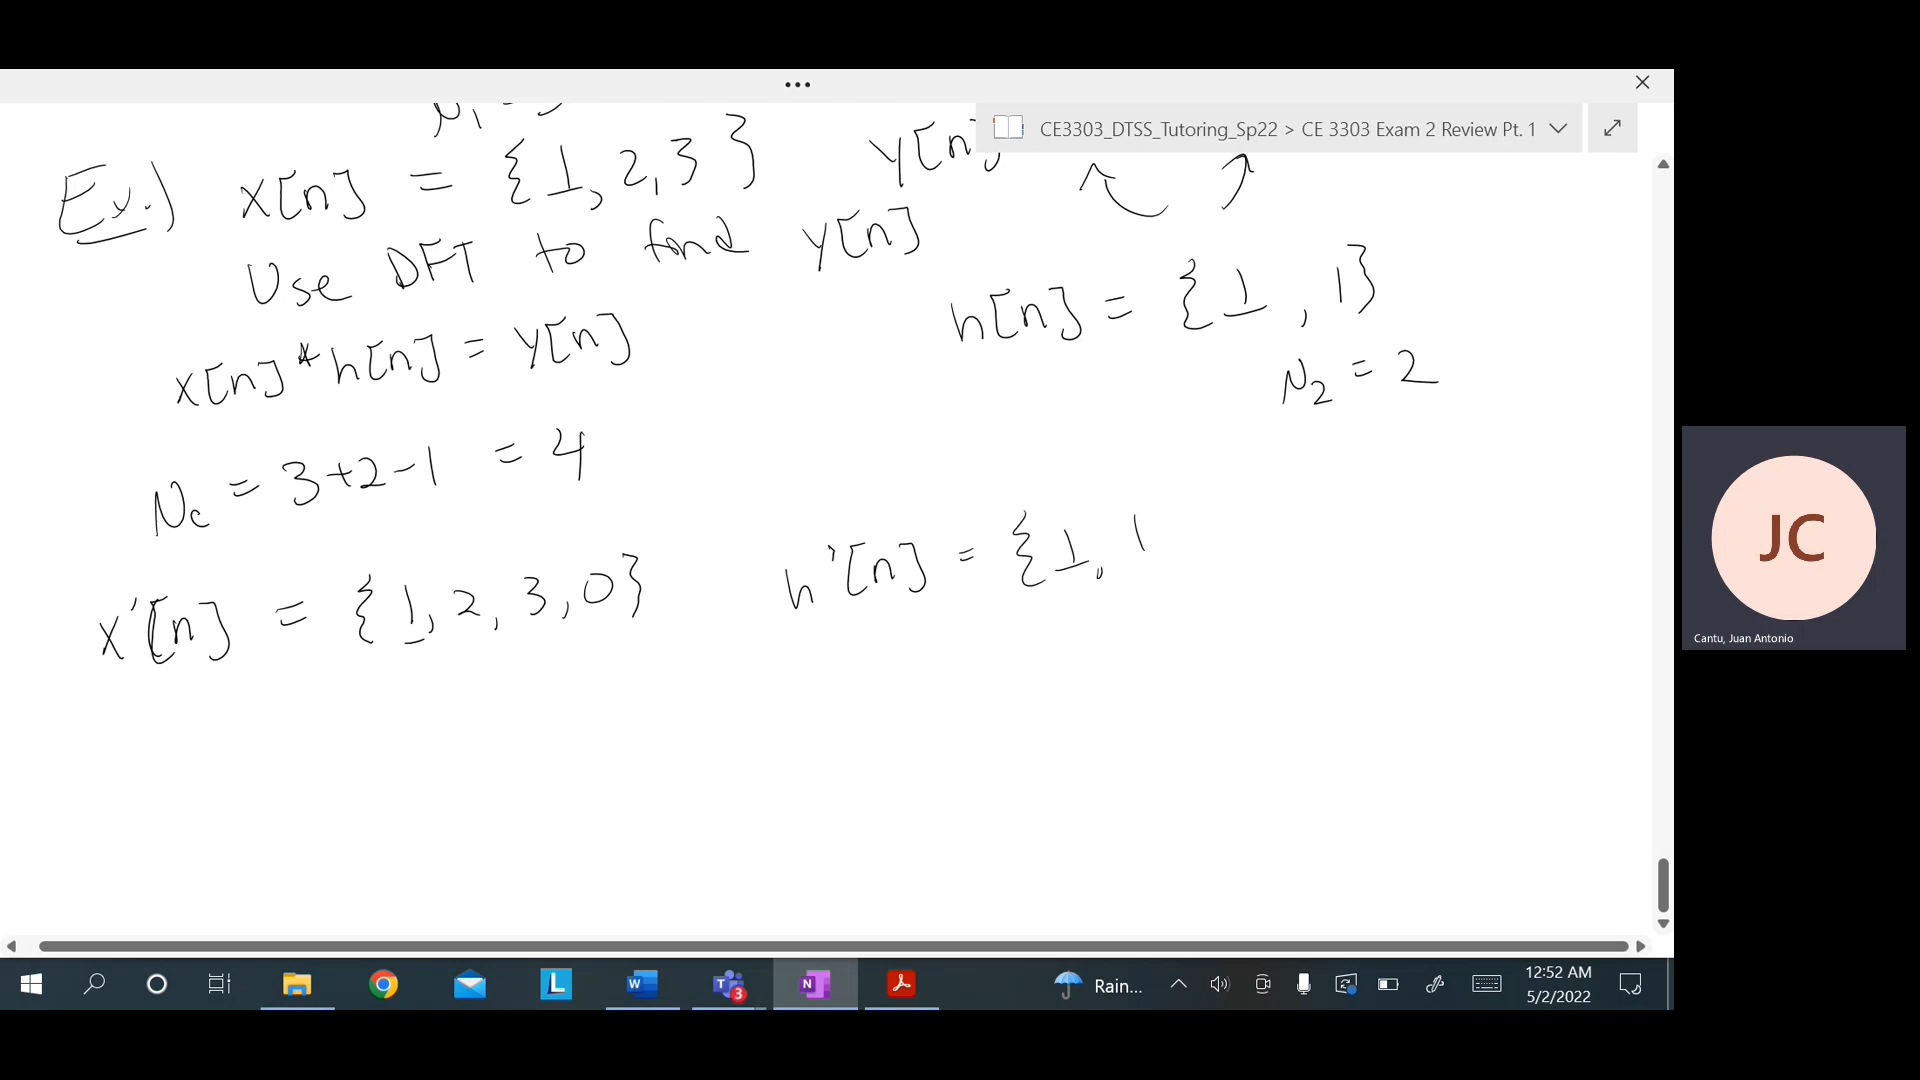 CE3303_DTSS_Tutoring_Sp22 > CE 3303 Exam 2 Review Pt. 1
Ex.) x[n] = {1, 2, 3} y[n]
Use DFT to find y[n]
h[n] = {1, 1}
x[n]*h[n] = y[n]
N2 = 2
Nc = 3+2-1 = 4
x'[n] = {1, 2, 3, 0} h'[n] = {1, 1
JC
Cantu, Juan Antonio
Rain...
12:52 AM
5/2/2022